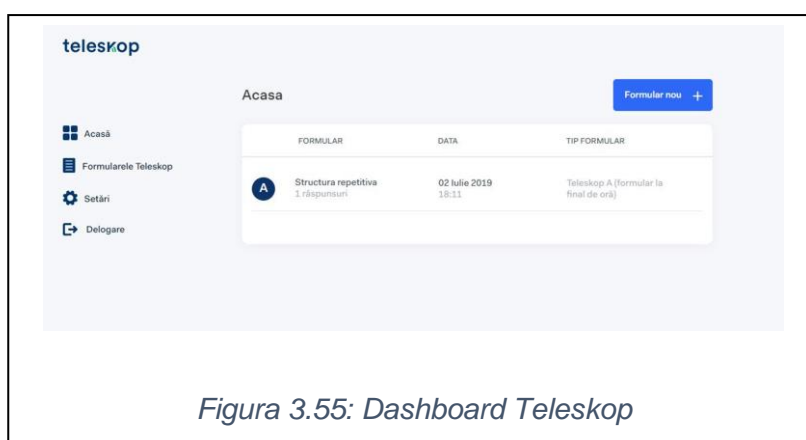 teleskop
Acasa
Formular nou +
Acasă
Formularele Teleskop
Setări
Delogare
FORMULAR DATA TIP FORMULAR
A
Structura repetitiva 02 Iulie 2019 Teleskop A (formular la
1 răspunsuri 18:11 final de oră)
Figura 3.55: Dashboard Teleskop